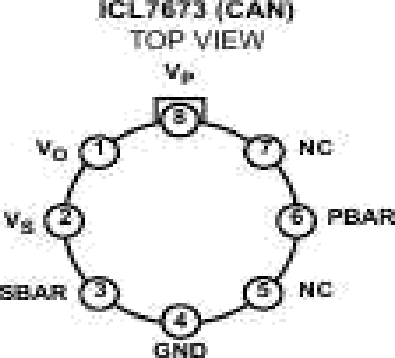 ICL7673 (CAN)
TOP VIEW
VP
8
VO 1 7 NC
VS 2 6 PBAR
SBAR 3 5 NC
4
GND